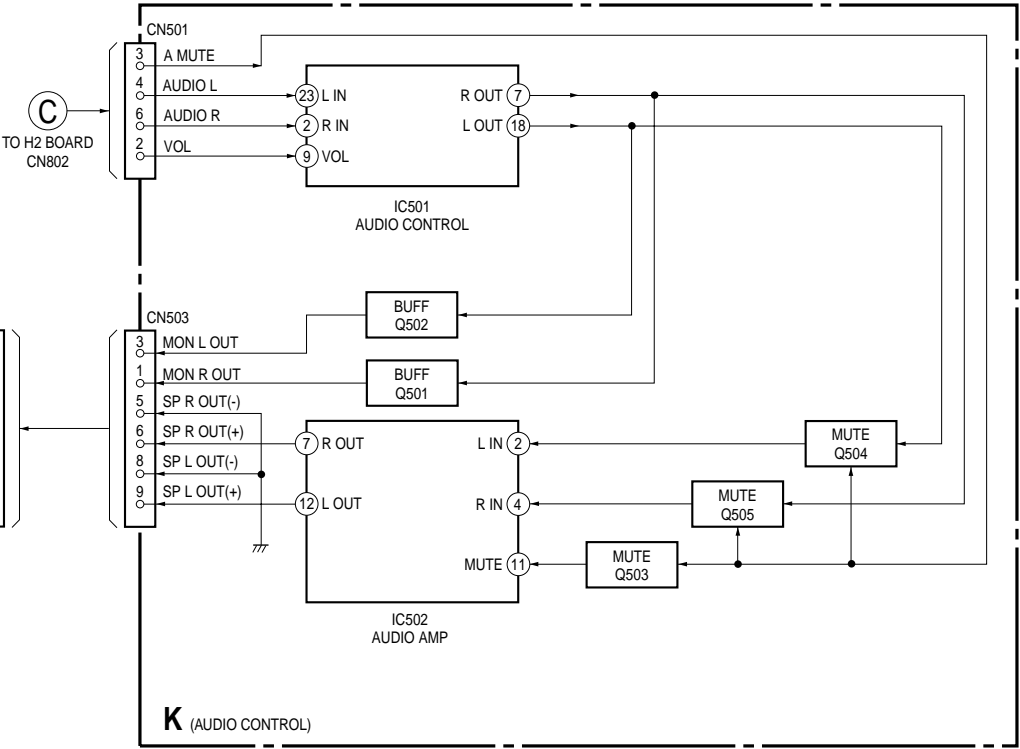 CN501
3 A MUTE
4 AUDIO L
6 AUDIO R
2 VOL
C
TO H2 BOARD
CN802
23 L IN
2 R IN
9 VOL
R OUT 7
L OUT 18
IC501
AUDIO CONTROL
BUFF
Q502
BUFF
Q501
CN503
3 MON L OUT
1 MON R OUT
5 SP R OUT(-)
6 SP R OUT(+)
8 SP L OUT(-)
9 SP L OUT(+)
7 R OUT
12 L OUT
L IN 2
R IN 4
MUTE 11
IC502
AUDIO AMP
MUTE
Q504
MUTE
Q505
MUTE
Q503
K (AUDIO CONTROL)